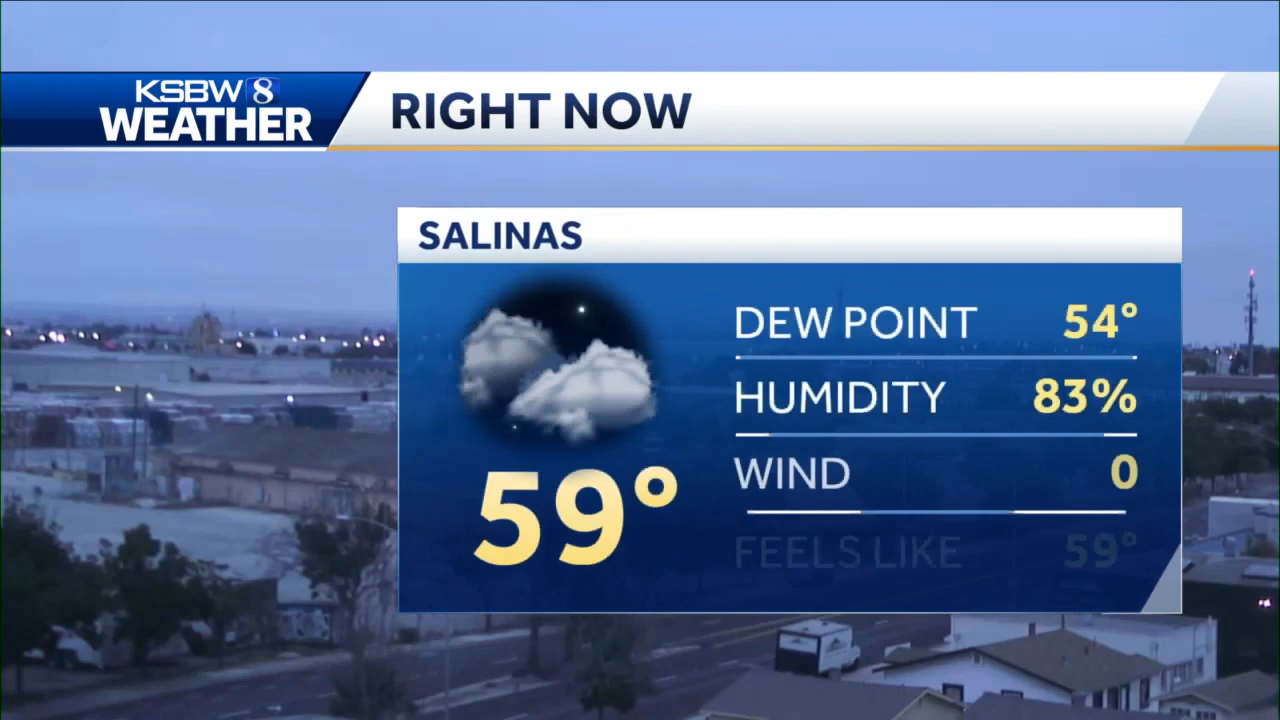 KSBW 8
WEATHER
RIGHT NOW
SALINAS
59°
DEW POINT 54°
HUMIDITY 83%
WIND 0
FEELS LIKE 59°